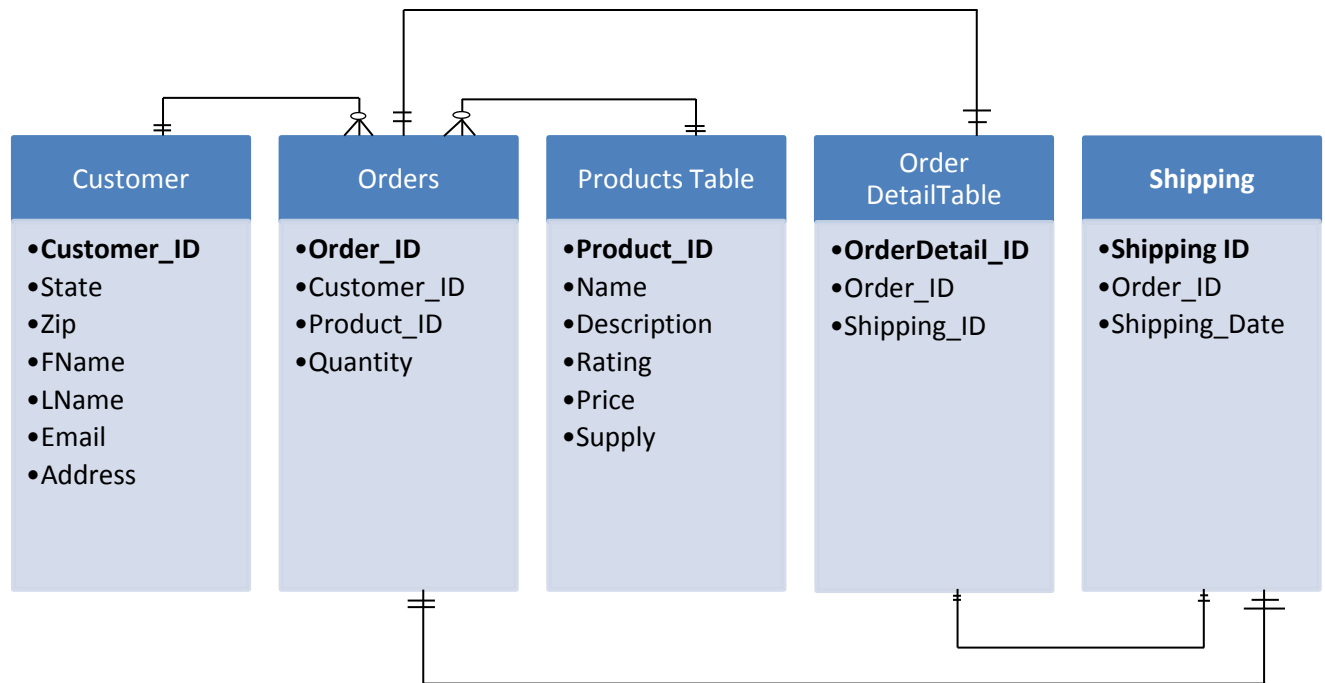 Customer
•Customer_ID
•State
•Zip
•FName
•LName
•Email
•Address
Orders
•Order_ID
•Customer_ID
•Product_ID
•Quantity
Products Table
•Product_ID
•Name
•Description
•Rating
•Price
•Supply
Order
DetailTable
•OrderDetail_ID
•Order_ID
•Shipping_ID
Shipping
•Shipping ID
•Order_ID
•Shipping_Date